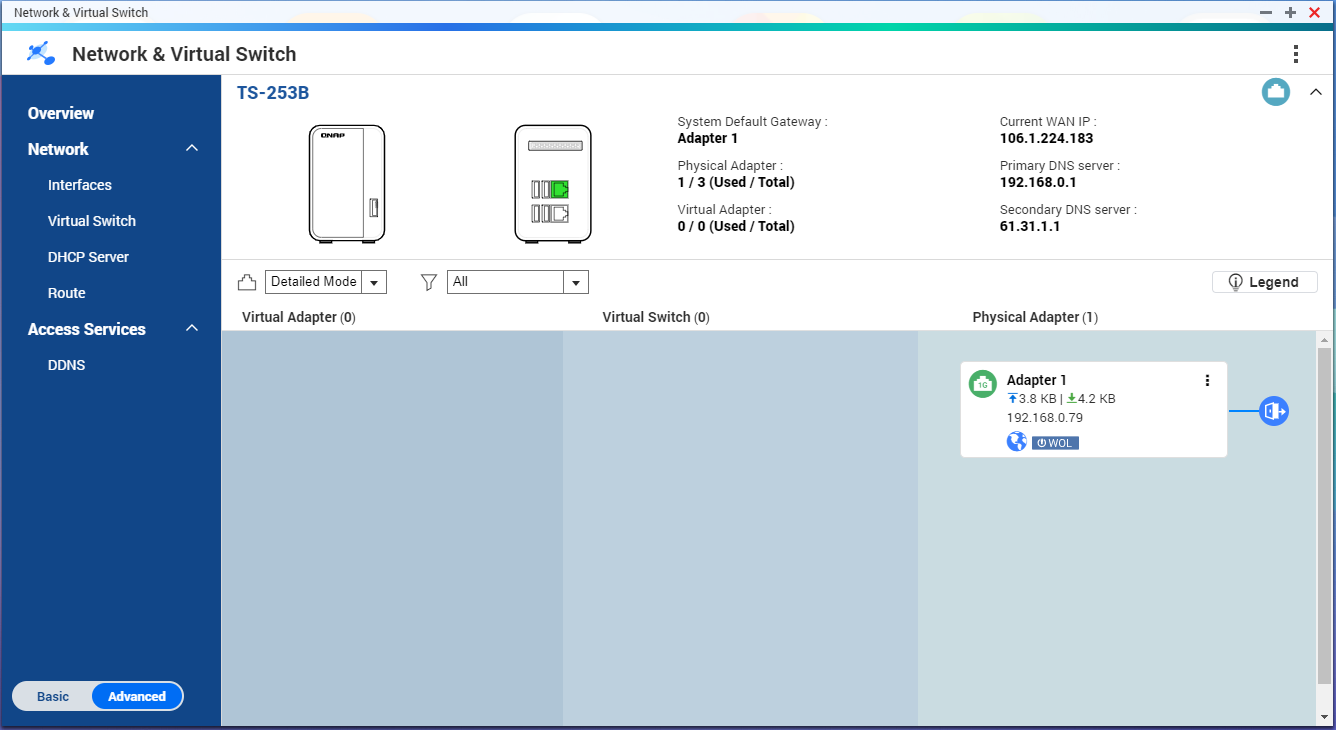 Network & Virtual Switch
Network & Virtual Switch
Overview
Network
Interfaces
Virtual Switch
DHCP Server
Route
Access Services
DDNS
Basic
Advanced
TS-253B
QNAP
System Default Gateway :
Adapter 1
Physical Adapter :
1 / 3 (Used / Total)
Virtual Adapter :
0 / 0 (Used / Total)
Current WAN IP :
106.1.224.183
Primary DNS server :
192.168.0.1
Secondary DNS server :
61.31.1.1
Detailed Mode
All
Legend
Virtual Adapter (0)
Virtual Switch (0)
Physical Adapter (1)
1G
Adapter 1
3.8 KB | 4.2 KB
192.168.0.79
WOL